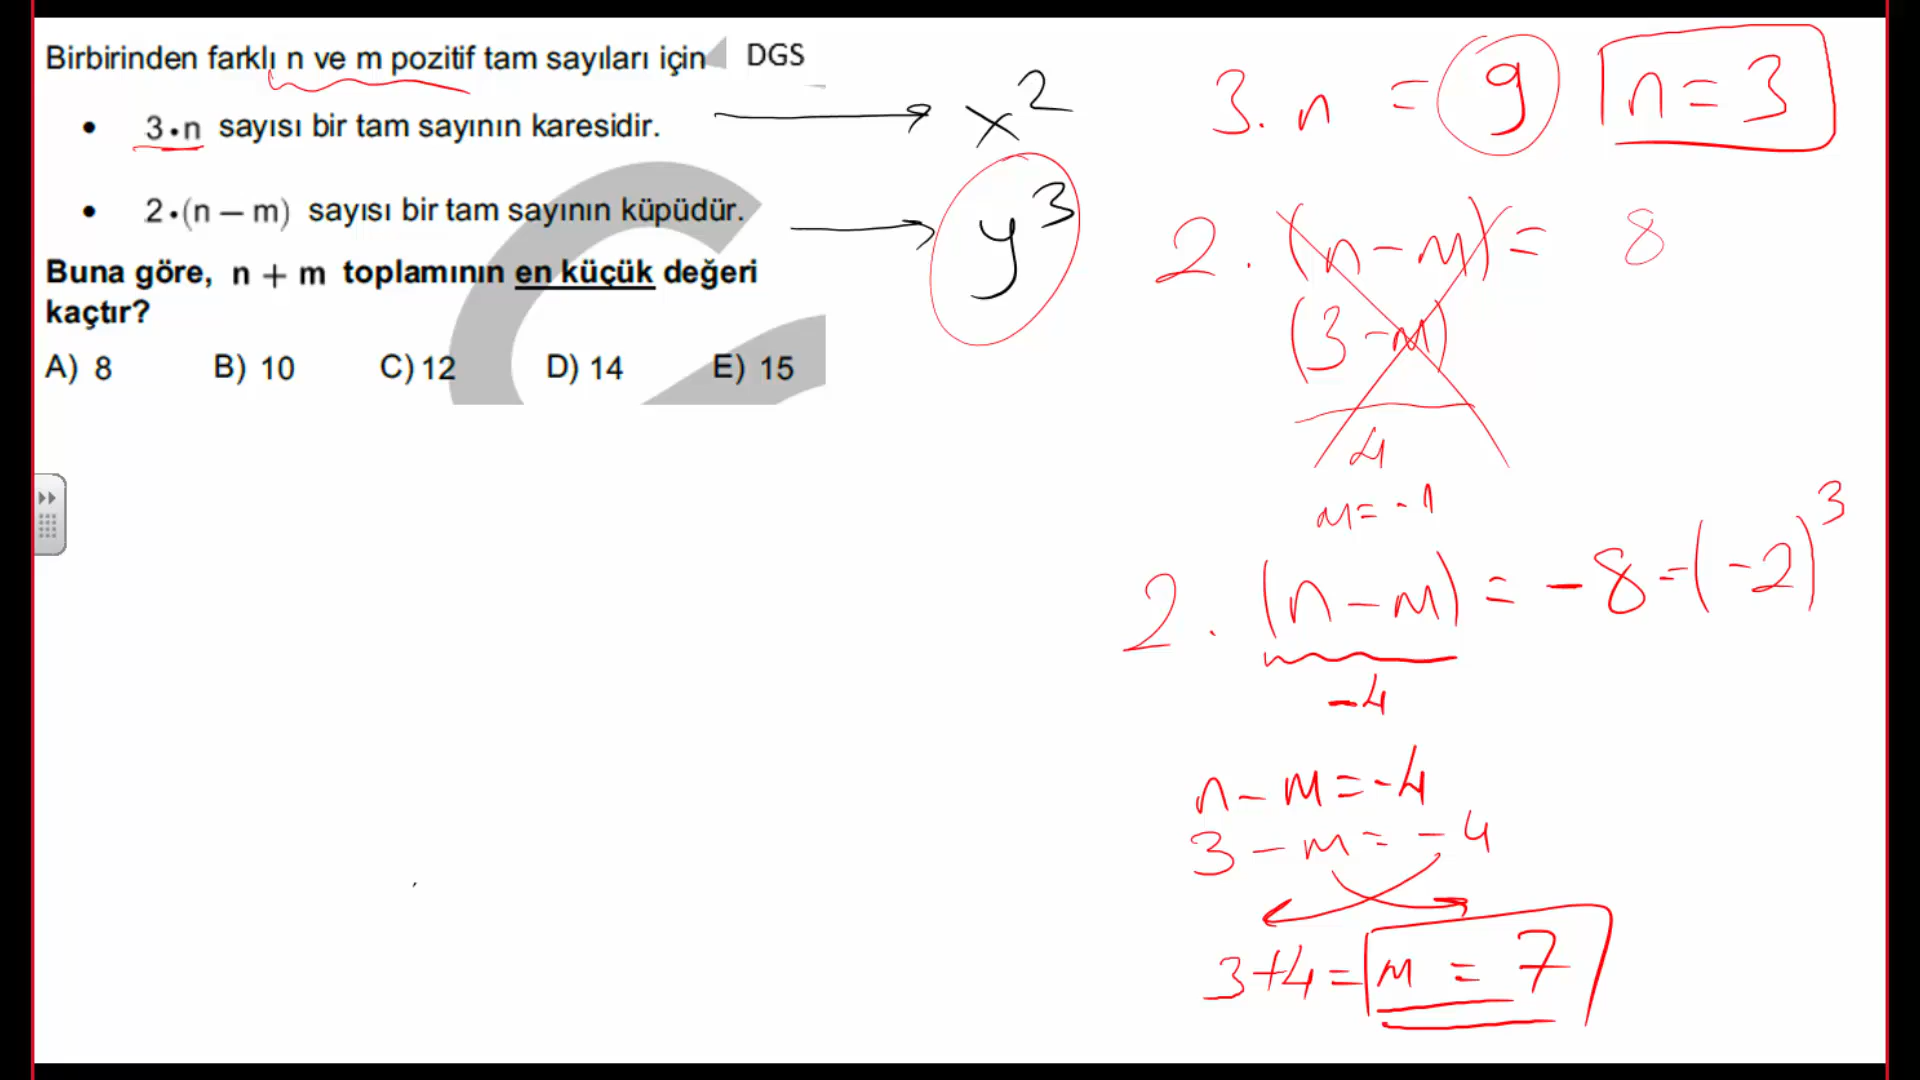 Birbirinden farklı n ve m pozitif tam sayıları için DGS
• 3·n sayısı bir tam sayının karesidir.
• 2·(n – m) sayısı bir tam sayının küpüdür.
Buna göre, n + m toplamının en küçük değeri
kaçtır?
A) 8 B) 10 C) 12 D) 14 E) 15
x²
y³
3. n = 9 n = 3
2. (n – m) = 8
(3 – m)
4
m = -1
2. (n – m) = -8 = (-2)³
-4
n – m = -4
3 – m = -4
3+4 = m = 7